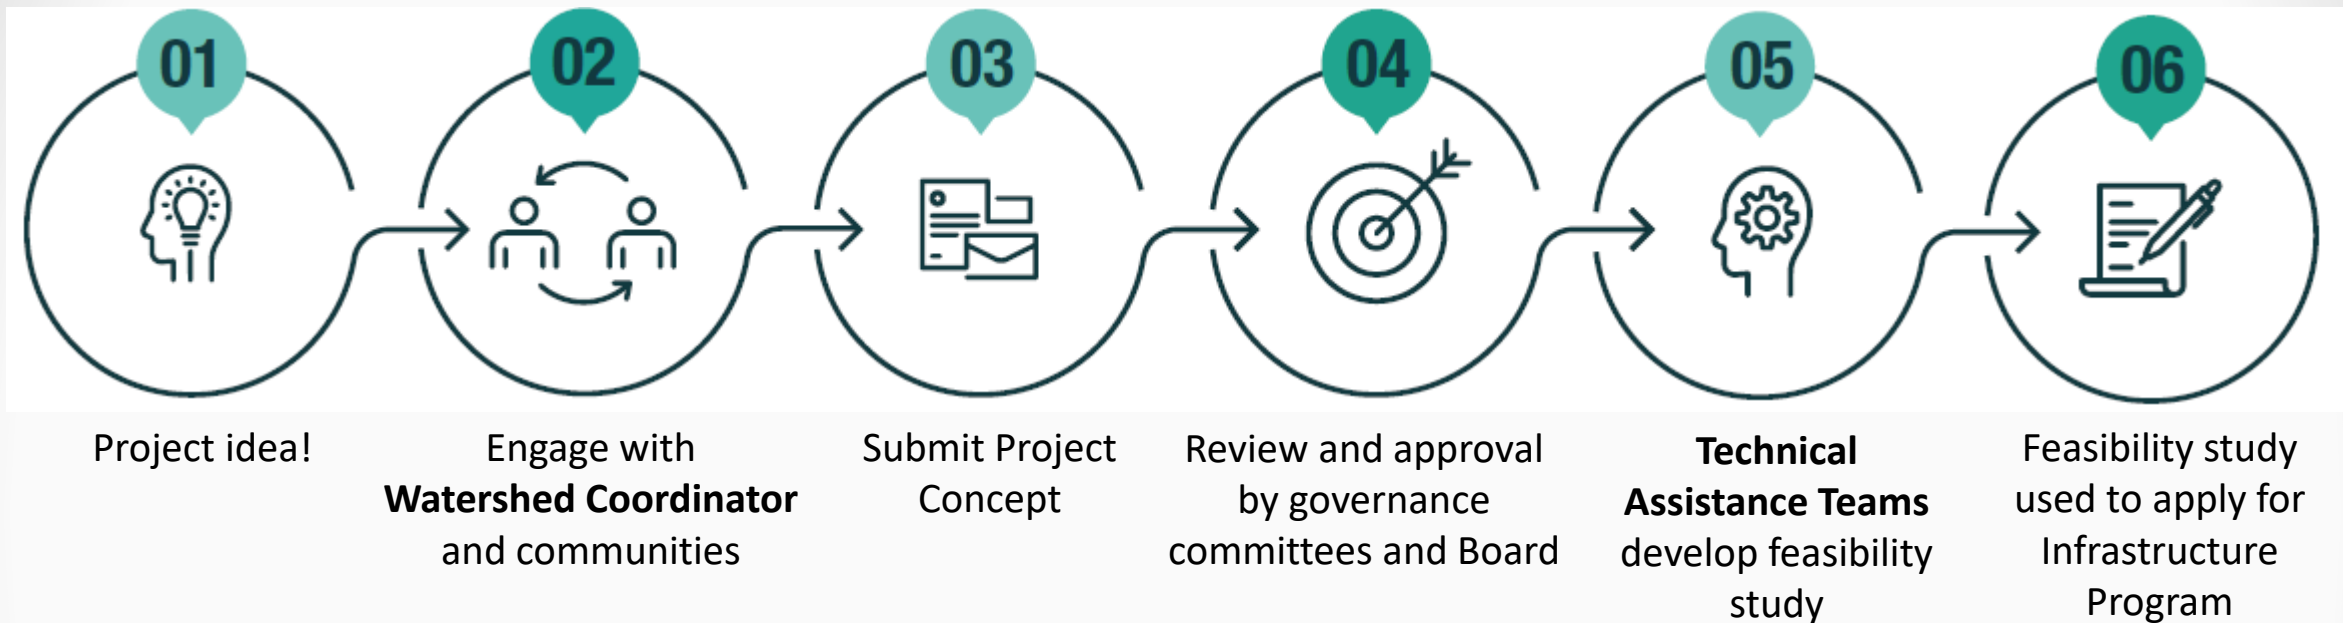 01
02
03
04
05
06
Project idea!
Engage with
Watershed Coordinator
and communities
Submit Project
Concept
Review and approval
by governance
committees and Board
Technical
Assistance Teams
develop feasibility
study
Feasibility study
used to apply for
Infrastructure
Program